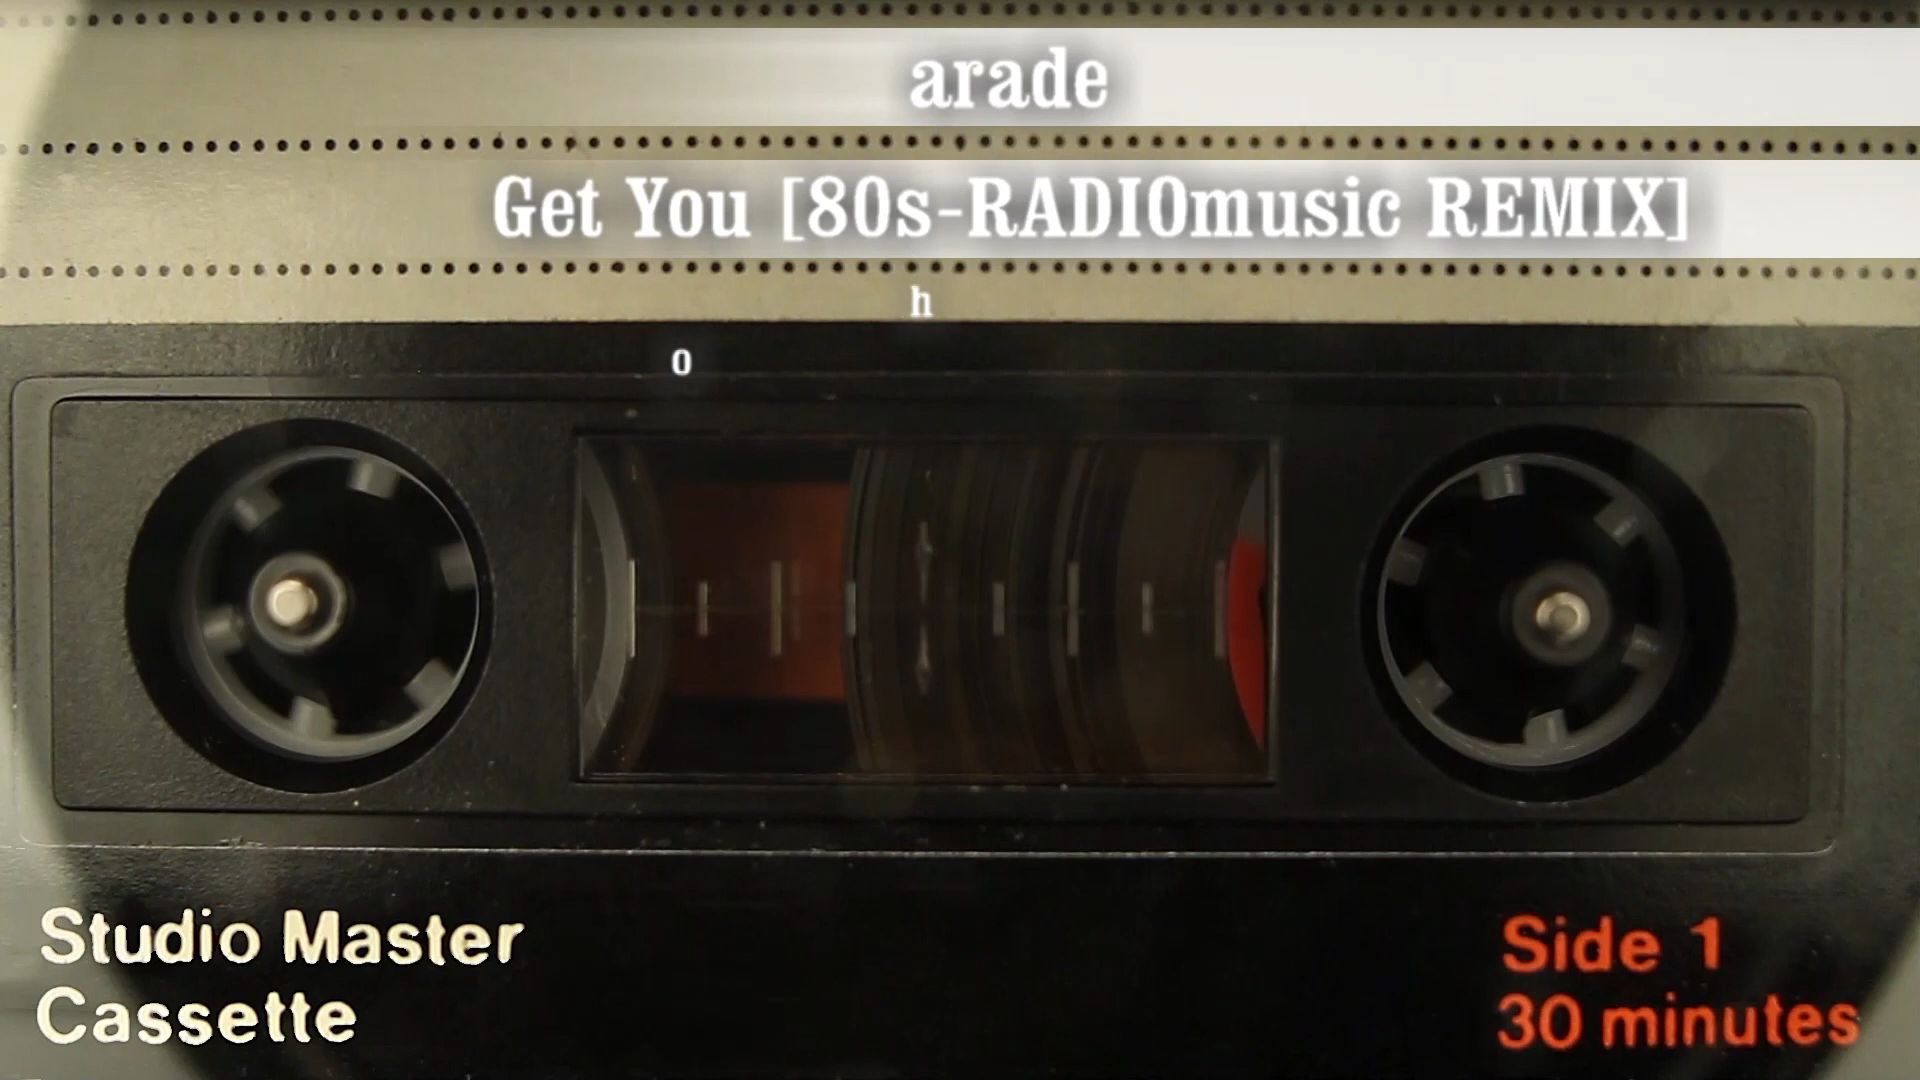 arade
Get You [80s-RADIOmusic REMIX]
h
o
Studio Master
Cassette
Side 1
30 minutes